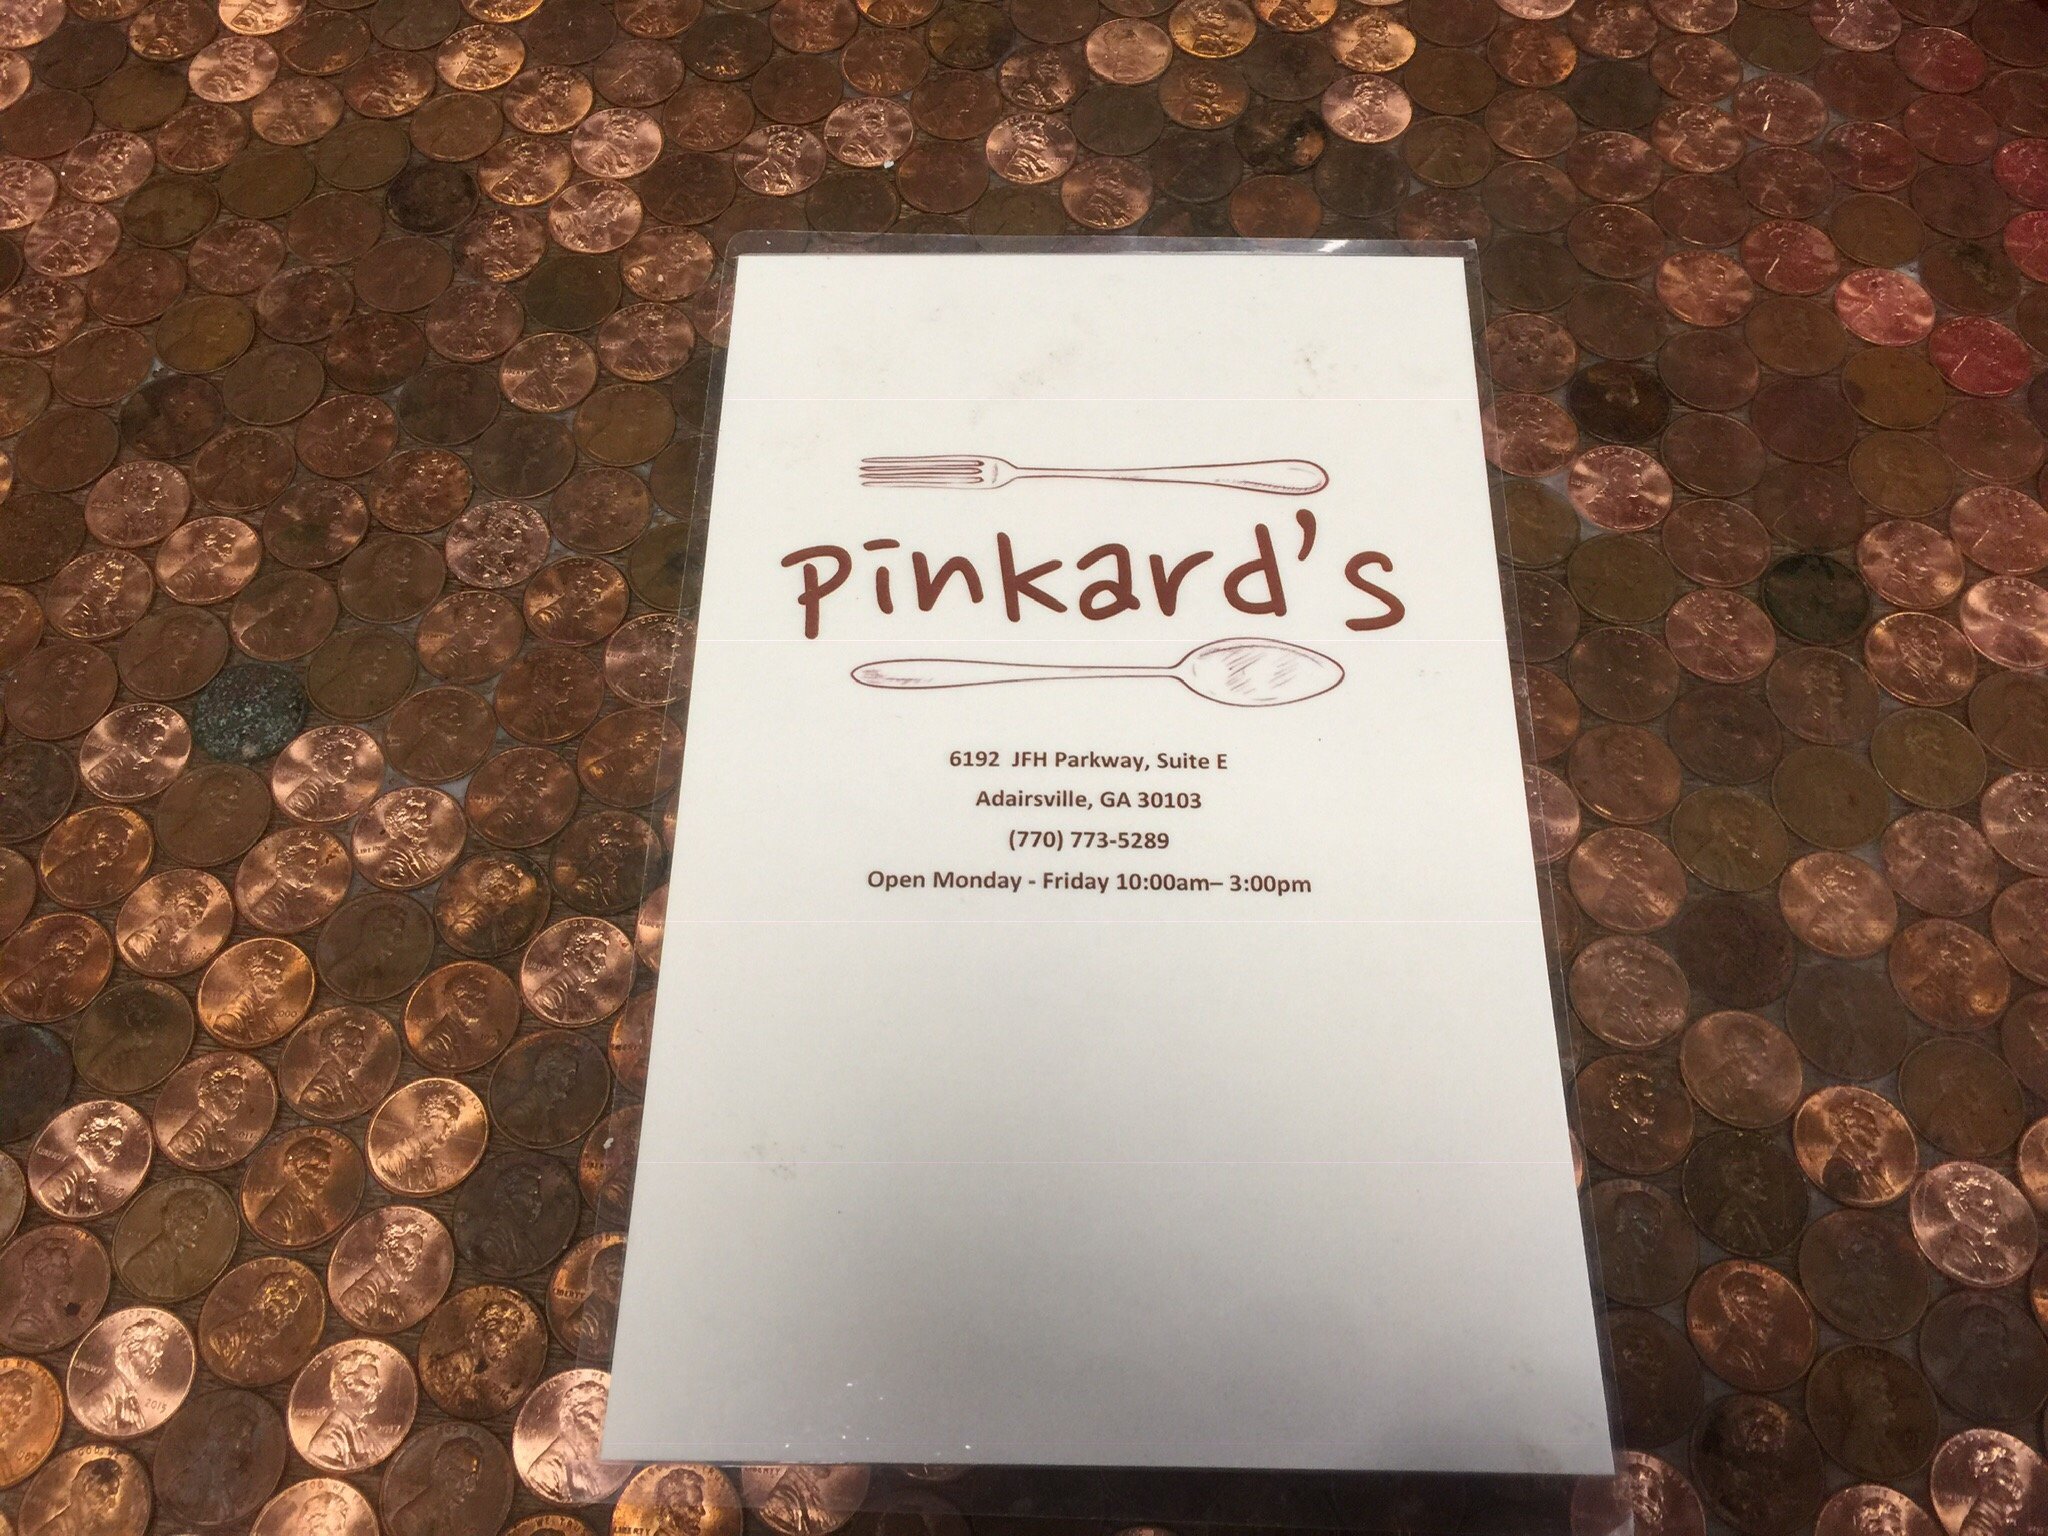 pinkard's
6192 JFH Parkway, Suite E
Adairsville, GA 30103
(770) 773-5289
Open Monday - Friday 10:00am– 3:00pm